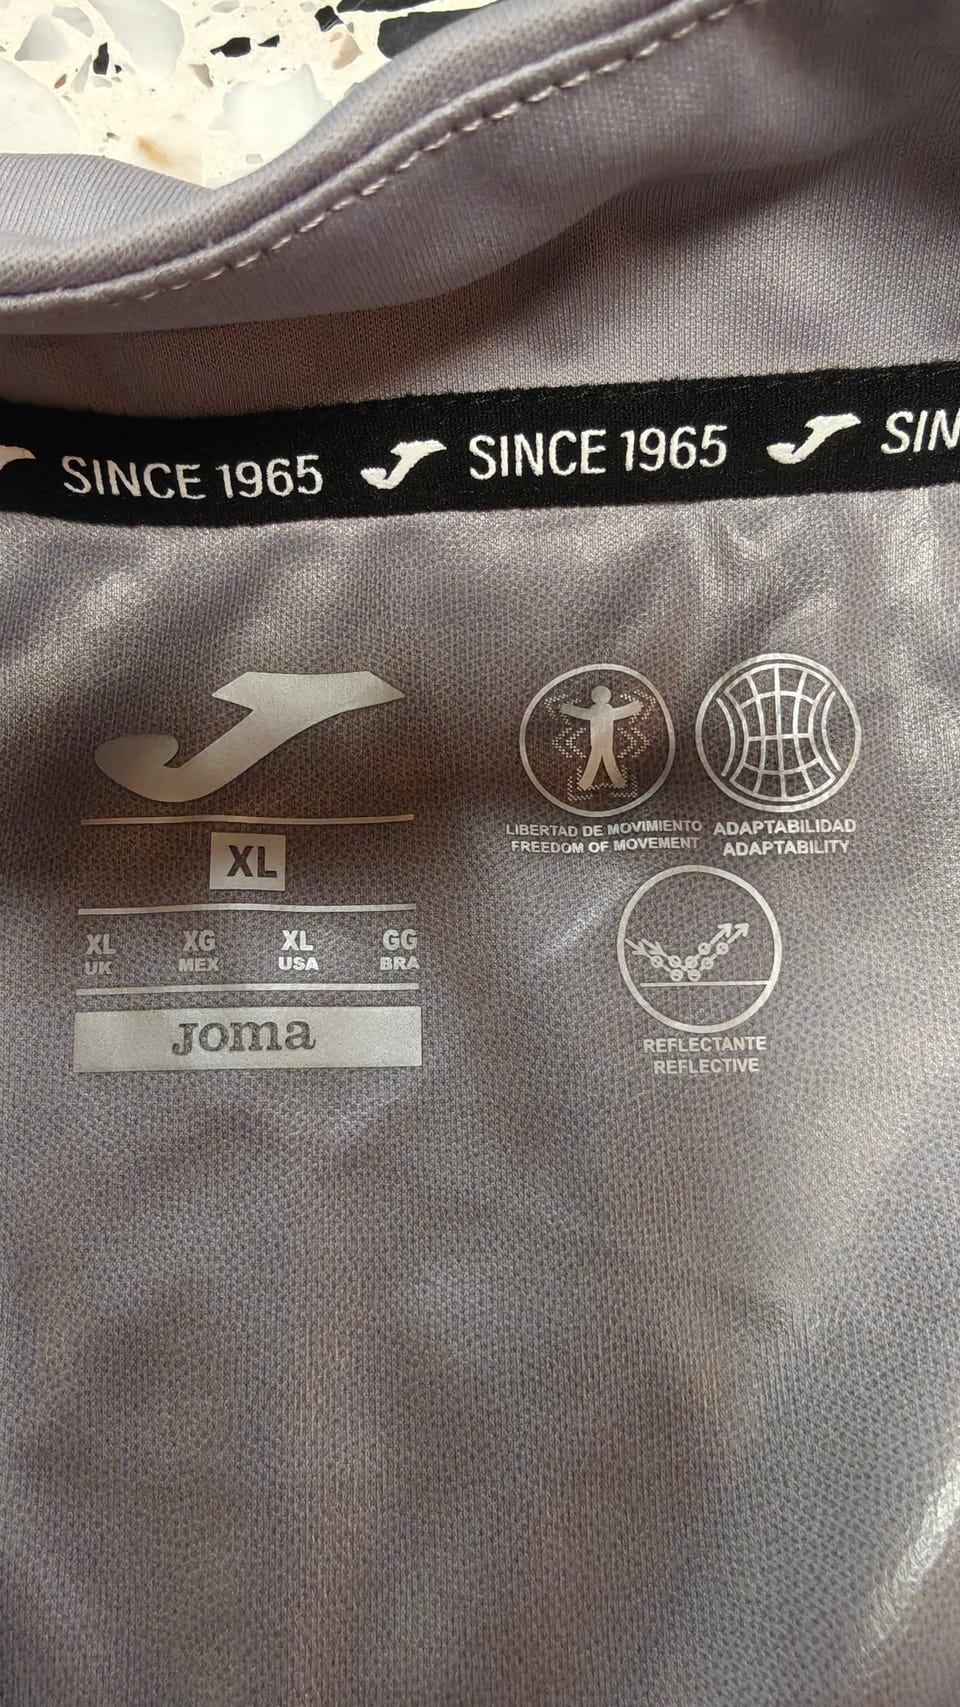 SINCE 1965 SINCE 1965 SIN
XL
XL XG XL GG
UK MEX USA BRA
Joma
LIBERTAD DE MOVIMIENTO
FREEDOM OF MOVEMENT
ADAPTABILIDAD
ADAPTABILITY
REFLECTANTE
REFLECTIVE